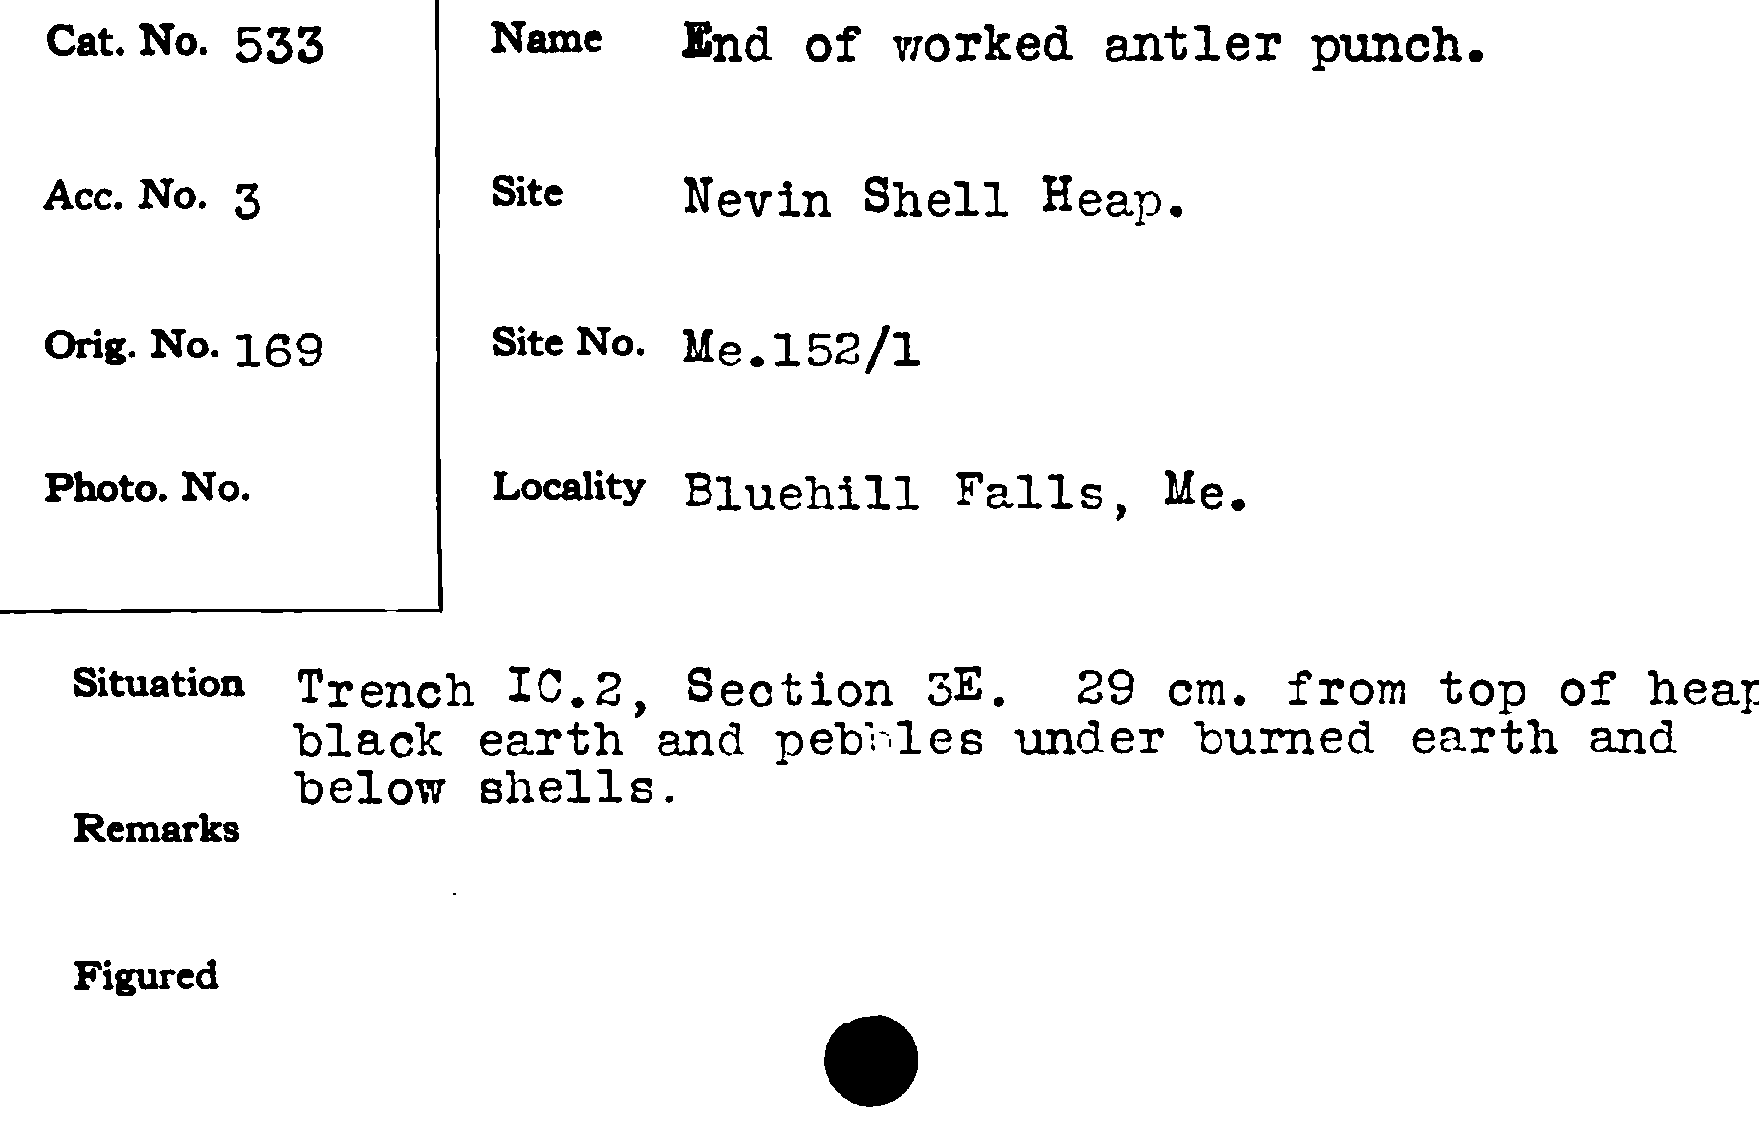 Cat. No. 533
Name End of worked antler punch.
Acc. No. 3
Site Nevin Shell Heap.
Orig. No. 169
Site No. Me.152/1
Photo. No.
Locality Bluehill Falls, Me.
Situation Trench IC.2, Section 3E. 29 cm. from top of heap
black earth and pebbles under burned earth and
below shells.
Remarks
Figured